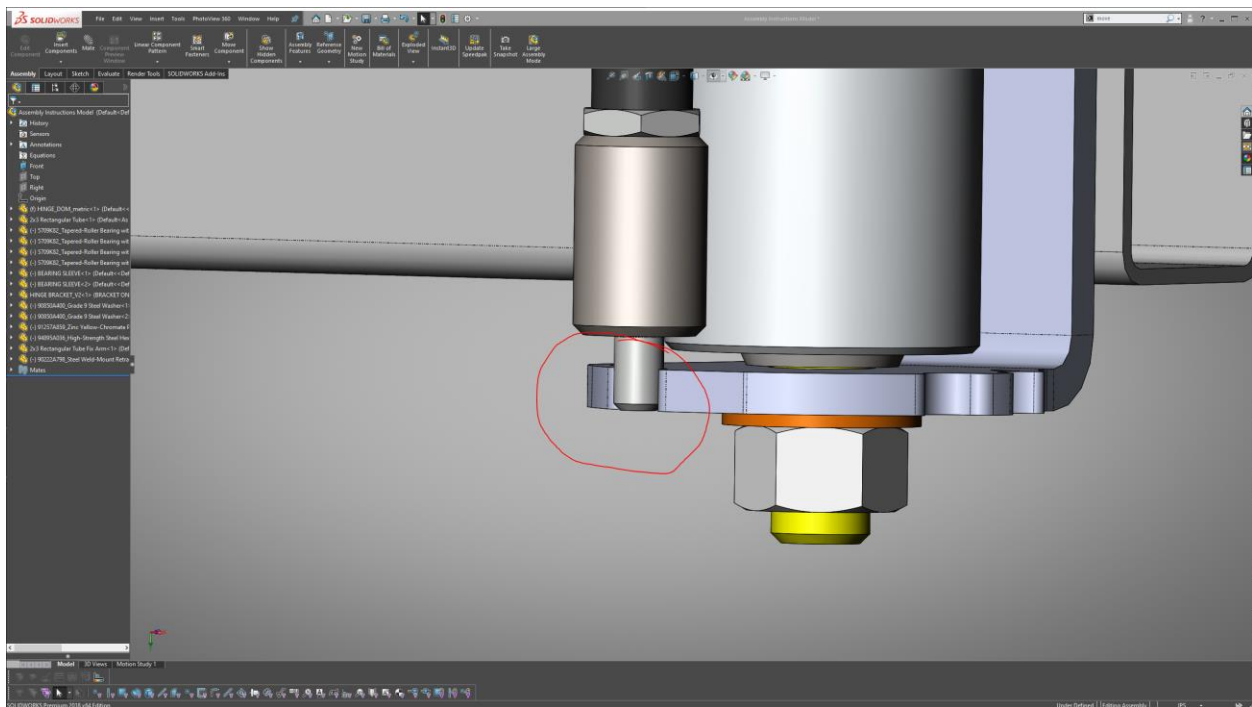 SOLIDWORKS File Edit View Insert Tools PhotoView 360 Window Help
Assembly Instructions Model *
move
Edit Component
Insert Components
Mate
Component Preview Window
Linear Component Pattern
Smart Fasteners
Move Component
Show Hidden Components
Assembly Features
Reference Geometry
New Motion Study
Bill of Materials
Exploded View
Instant3D
Update Speedpak
Take Snapshot
Large Assembly Mode
Assembly Layout Sketch Evaluate Render Tools SOLIDWORKS Add-Ins
Assembly Instructions Model (Default<Def
History
Sensors
Annotations
Equations
Front
Top
Right
Origin
(f) HINGE_DOM_metric<1> (Default<<
2x3 Rectangular Tube<1> (Default<As
(-) 5709K82_Tapered-Roller Bearing wit
(-) 5709K82_Tapered-Roller Bearing wit
(-) 5709K82_Tapered-Roller Bearing wit
(-) 5709K82_Tapered-Roller Bearing wit
(-) BEARING SLEEVE<1> (Default<<Def
(-) BEARING SLEEVE<2> (Default<<Def
HINGE BRACKET_V2<1> (BRACKET ON
(-) 90850A400_Grade 9 Steel Washer<1
(-) 90850A400_Grade 9 Steel Washer<2
Zinc Yellow-Chromate P
(-) 94895A036_High-Strength Steel Hex
2x3 Rectangular Tube Fix Arm<1> (Def
(-) 90222A798_Steel Weld-Mount Retra
Mates
Model 3D Views Motion Study 1
SOLIDWORKS Premium 2018 x64 Edition
Under Defined Editing Assembly IPS